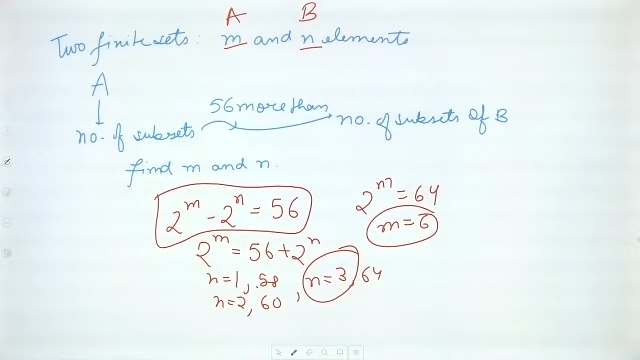 A B
Two finite sets: m and n elements
A
56 more than
no. of subsets no. of subsets of B
find m and n.
2^m - 2^n = 56
2^m = 64
m = 6
2^m = 56 + 2^n
n=1, 58
n=2, 60, n=3, 64